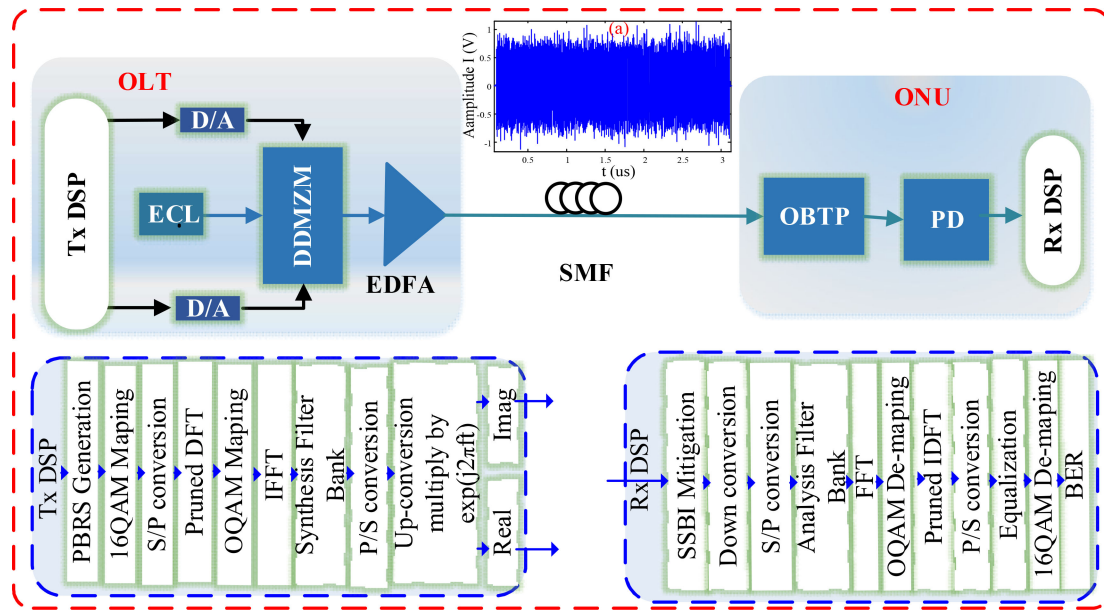 OLT
Tx DSP
D/A
ECL
D/A
DDMZM
EDFA
(a)
Aamplitude I (V)
1
0.5
0
-0.5
-1
0.5
1
1.5
2
2.5
3
t (us)
SMF
ONU
OBTP
PD
Rx DSP
Tx DSP
PBRS Generation
16QAM Maping
S/P conversion
Pruned DFT
OQAM Maping
IFFT
Synthesis Filter
Bank
P/S conversion
Up-conversion
multiply by
exp(j2πft)
Imag
Real
Rx DSP
SSBI Mitigation
Down conversion
S/P conversion
Analysis Filter
Bank
FFT
OQAM De-maping
Pruned IDFT
P/S conversion
Equalization
16QAM De-maping
BER